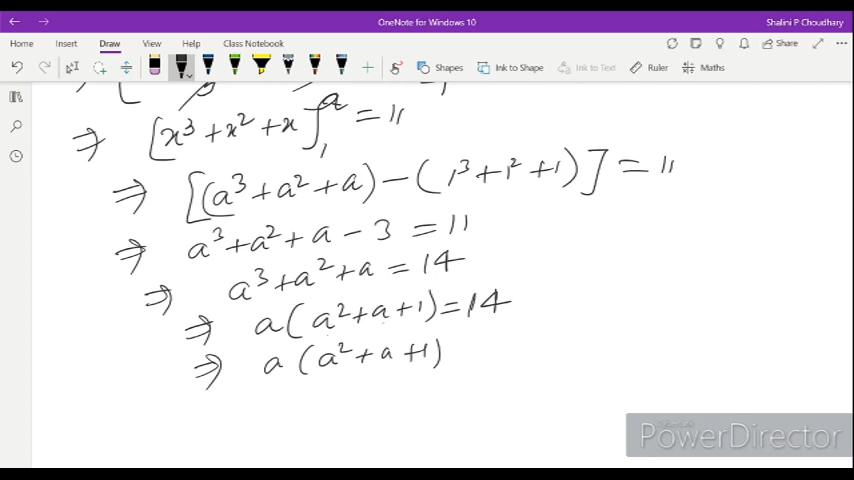 OneNote for Windows 10
Shalini P Choudhary
Home Insert Draw View Help Class Notebook Share
Shapes Ink to Shape Ink to Text Ruler Maths
⇒ [x³ + x² + x]₁ᵃ = 11
⇒ [(a³ + a² + a) - (1³ + 1² + 1)] = 11
⇒ a³ + a² + a - 3 = 11
⇒ a³ + a² + a = 14
⇒ a(a² + a + 1) = 14
⇒ a(a² + a + 1)
PowerDirector